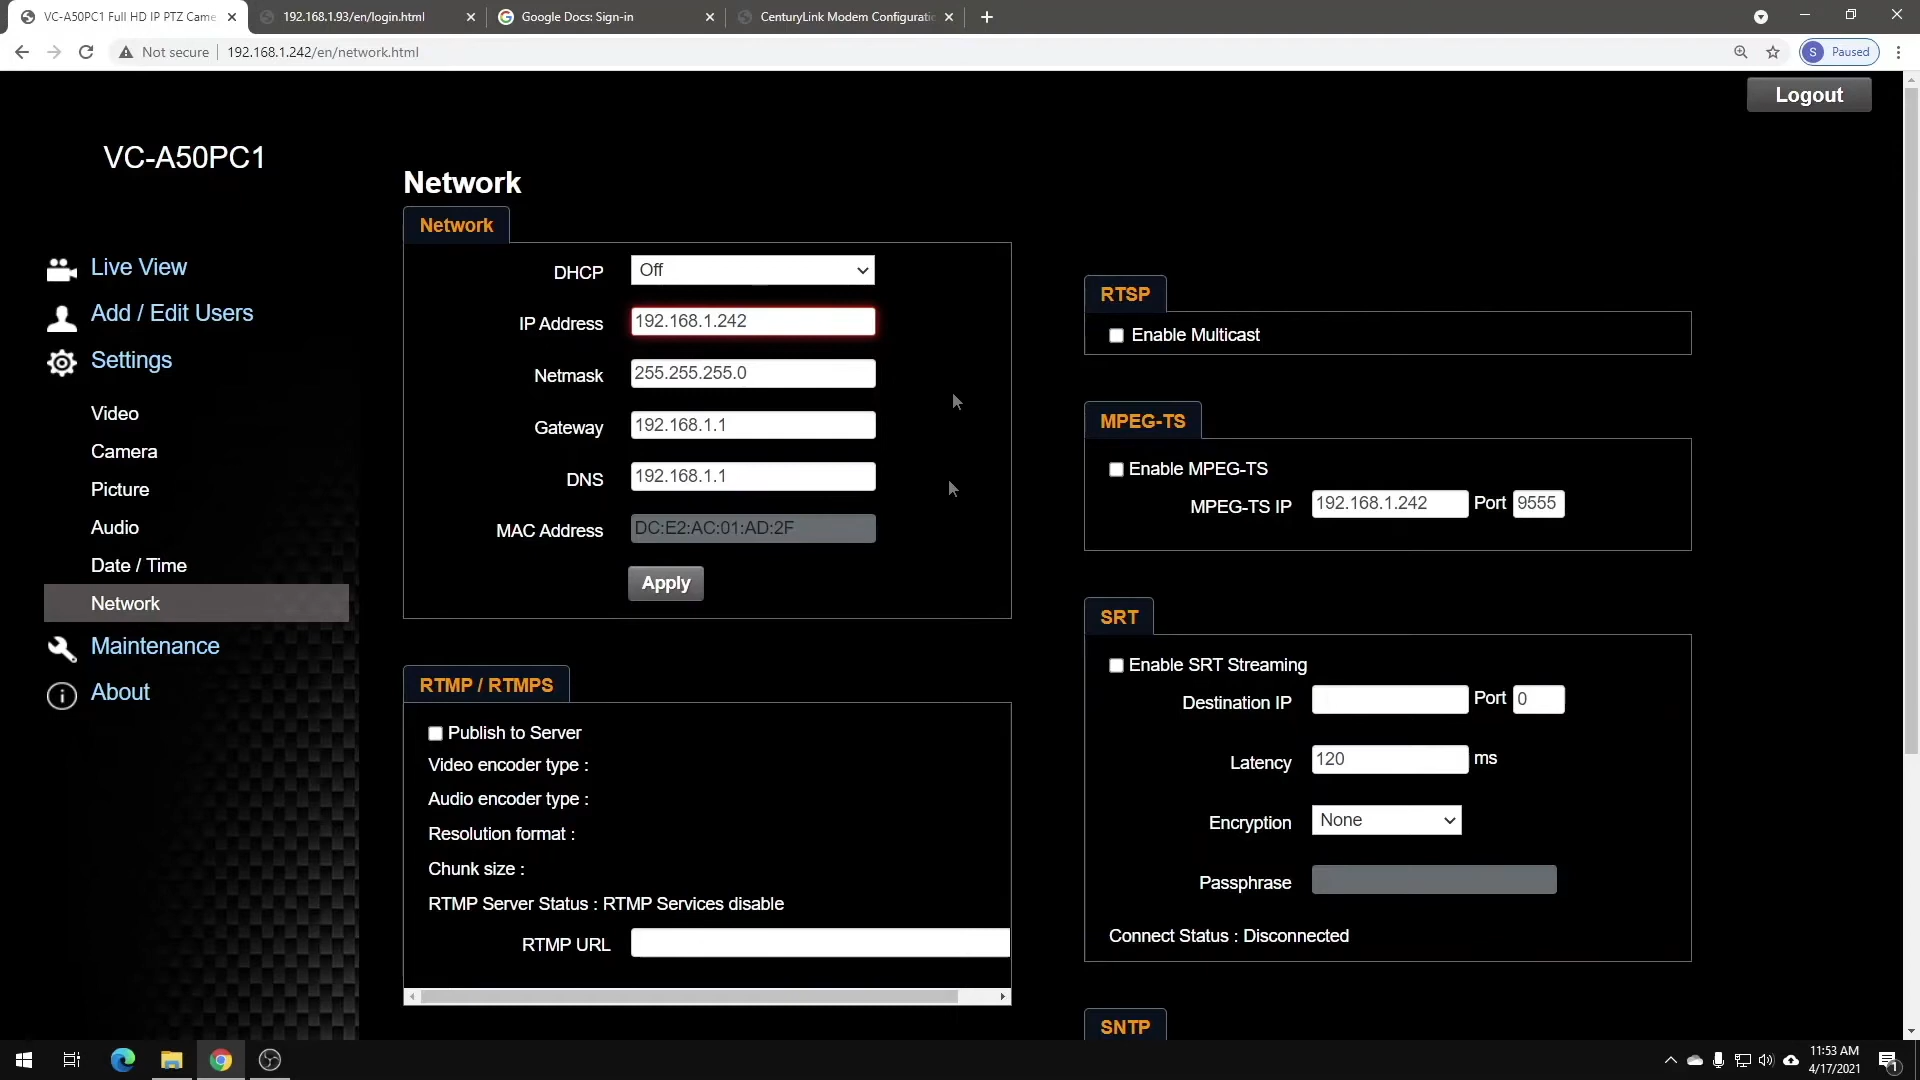 VC-A50PC1 Full HD IP PTZ Came
192.168.1.93/en/login.html
Google Docs: Sign-in
CenturyLink Modem Configuratio
Not secure
192.168.1.242/en/network.html
S
Paused
Logout
VC-A50PC1
Live View
Add / Edit Users
Settings
Video
Camera
Picture
Audio
Date / Time
Network
Maintenance
About
Network
Network
DHCP Off
IP Address 192.168.1.242
Netmask 255.255.255.0
Gateway 192.168.1.1
DNS 192.168.1.1
MAC Address DC:E2:AC:01:AD:2F
Apply
RTMP / RTMPS
Publish to Server
Video encoder type :
Audio encoder type :
Resolution format :
Chunk size :
RTMP Server Status : RTMP Services disable
RTMP URL
RTSP
Enable Multicast
MPEG-TS
Enable MPEG-TS
MPEG-TS IP 192.168.1.242 Port 9555
SRT
Enable SRT Streaming
Destination IP Port 0
Latency 120 ms
Encryption None
Passphrase
Connect Status : Disconnected
SNTP
11:53 AM
4/17/2021
1